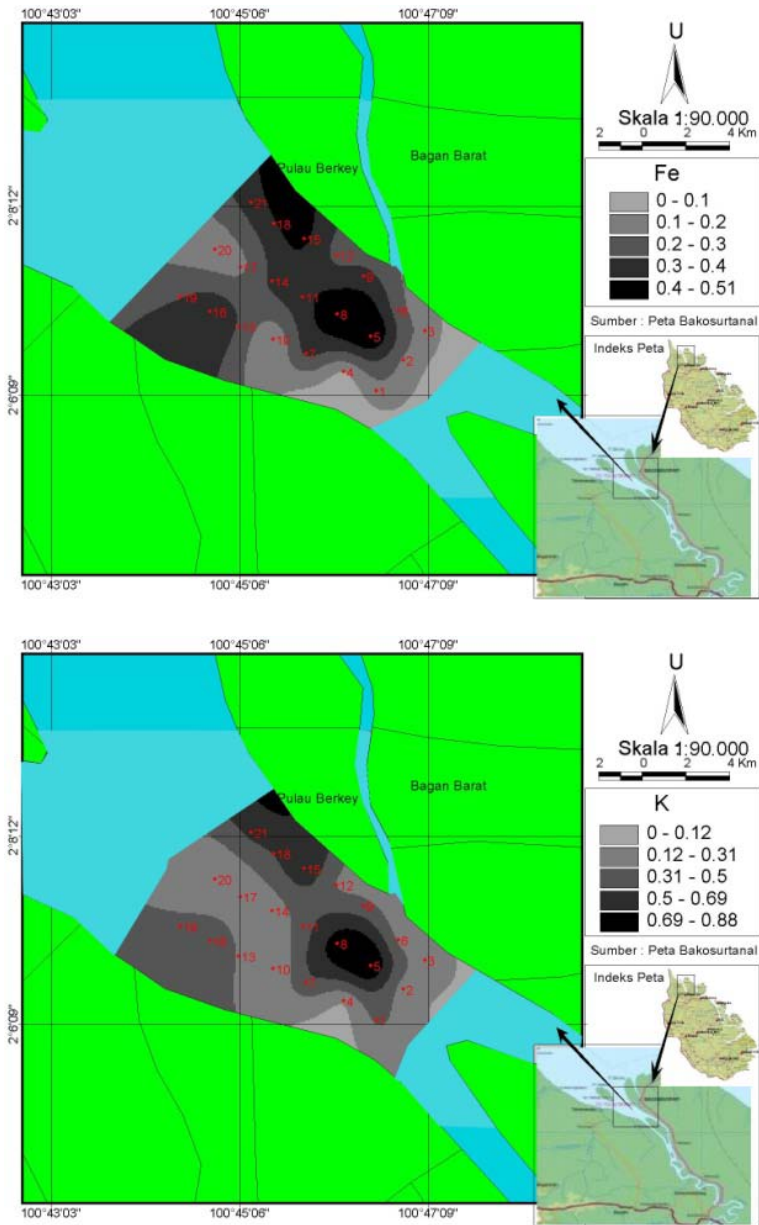 100°43'03" 100°45'06" 100°47'09"
U
Skala 1:90.000
2 0 2 4 Km
Pulau Berkey
Bagan Barat
2°8'12"
2°6'09"
Fe
0 - 0.1
0.1 - 0.2
0.2 - 0.3
0.3 - 0.4
0.4 - 0.51
Sumber : Peta Bakosurtanal
Indeks Peta
21
18
15
20
9
14
19
16
11
8
6
3
5
2
4
1
100°43'03" 100°45'06" 100°47'09"
100°43'03" 100°45'06" 100°47'09"
U
Skala 1:90.000
2 0 2 4 Km
Pulau Berkey
Bagan Barat
2°8'12"
2°6'09"
K
0 - 0.12
0.12 - 0.31
0.31 - 0.5
0.5 - 0.69
0.69 - 0.88
Sumber : Peta Bakosurtanal
Indeks Peta
21
18
15
20
12
17
14
6
8
13
3
5
10
2
4
100°43'03" 100°45'06" 100°47'09"